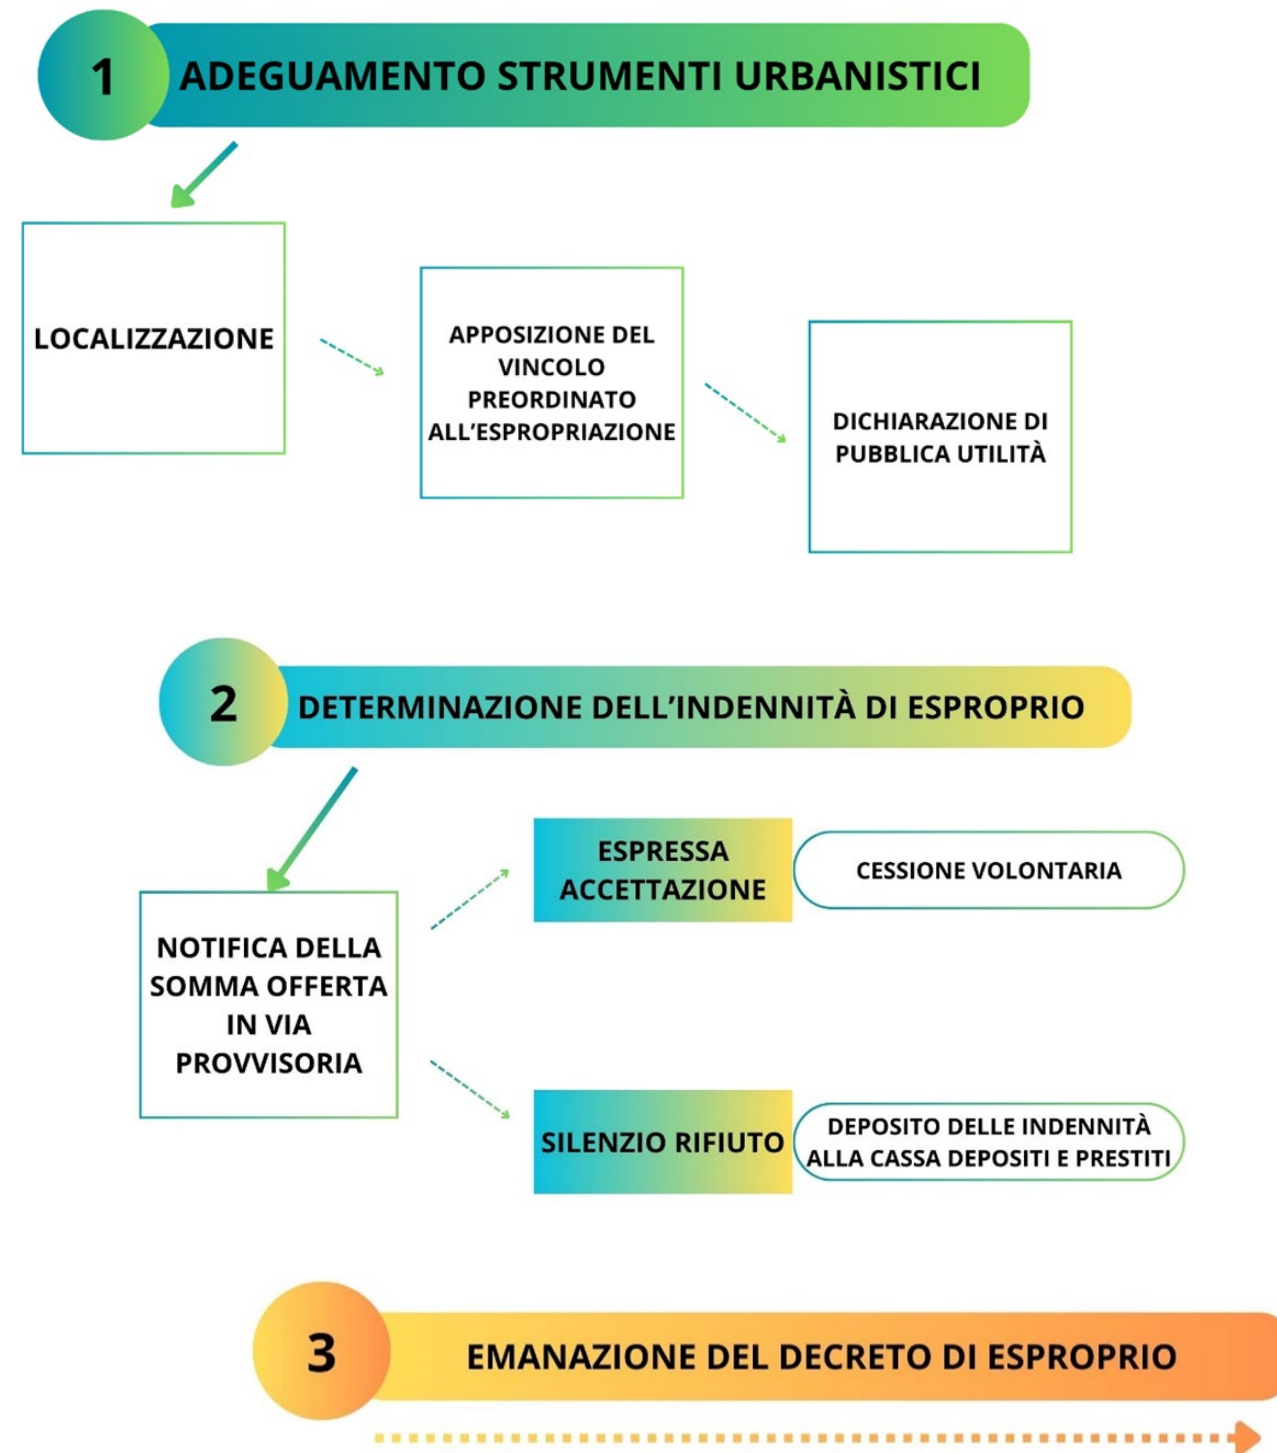 1
ADEGUAMENTO STRUMENTI URBANISTICI
LOCALIZZAZIONE
APPOSIZIONE DEL
VINCOLO
PREORDINATO
ALL’ESPROPRIAZIONE
DICHIARAZIONE DI
PUBBLICA UTILITÀ
2
DETERMINAZIONE DELL’INDENNITÀ DI ESPROPRIO
NOTIFICA DELLA
SOMMA OFFERTA
IN VIA
PROVVISORIA
ESPRESSA
ACCETTAZIONE
CESSIONE VOLONTARIA
SILENZIO RIFIUTO
DEPOSITO DELLE INDENNITÀ
ALLA CASSA DEPOSITI E PRESTITI
3
EMANAZIONE DEL DECRETO DI ESPROPRIO